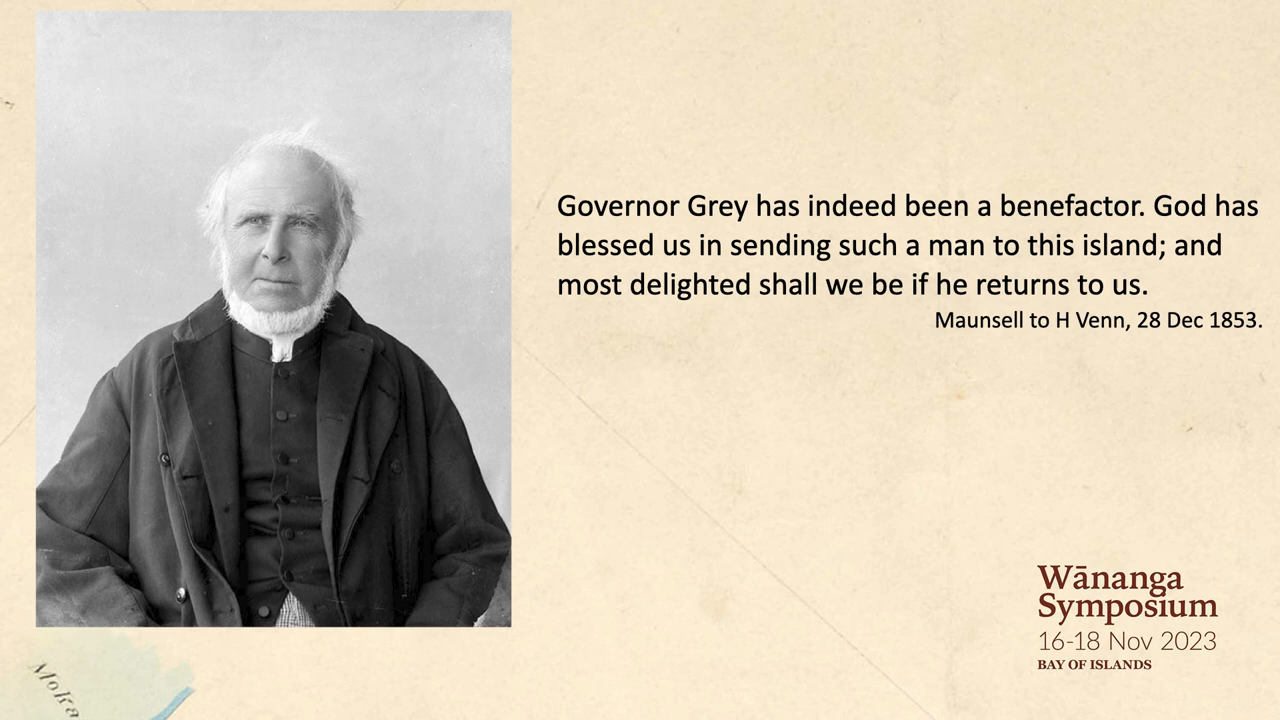 Governor Grey has indeed been a benefactor. God has
blessed us in sending such a man to this island; and
most delighted shall we be if he returns to us.
Maunsell to H Venn, 28 Dec 1853.
Wānanga
Symposium
16-18 Nov 2023
BAY OF ISLANDS
Moka